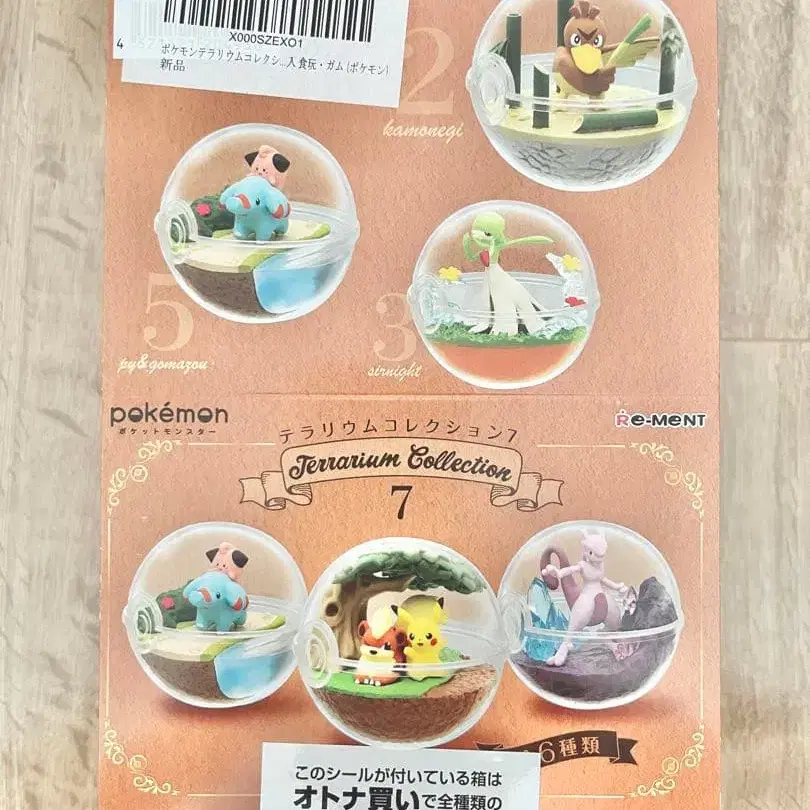 X000SZEXO1
ポケモンテラリウムコレクシ...入 食玩・ガム (ポケモン)
新品
2
kamonegi
5
py&gomazou
3
sirnight
pokémon
ポケットモンスター
Re-MeNT
テラリウムコレクション7
Terrarium Collection
7
6種類
このシールが付いている箱は
オトナ買いで全種類の